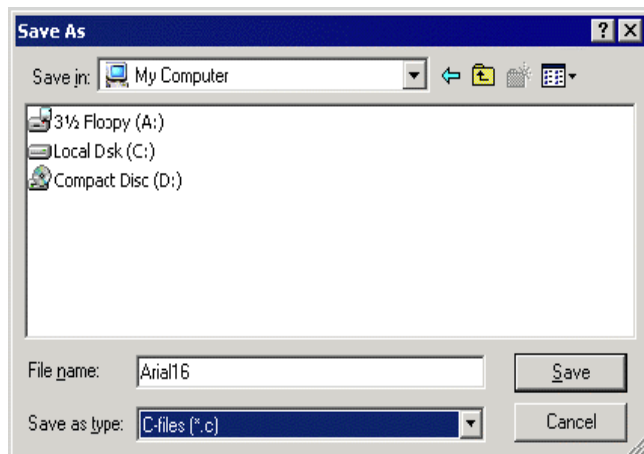 Save As
Save in: My Computer
3½ Floppy (A:)
Local Dsk (C:)
Compact Disc (D:)
File name: Arial16 Save
Save as type: C-files (*.c) Cancel